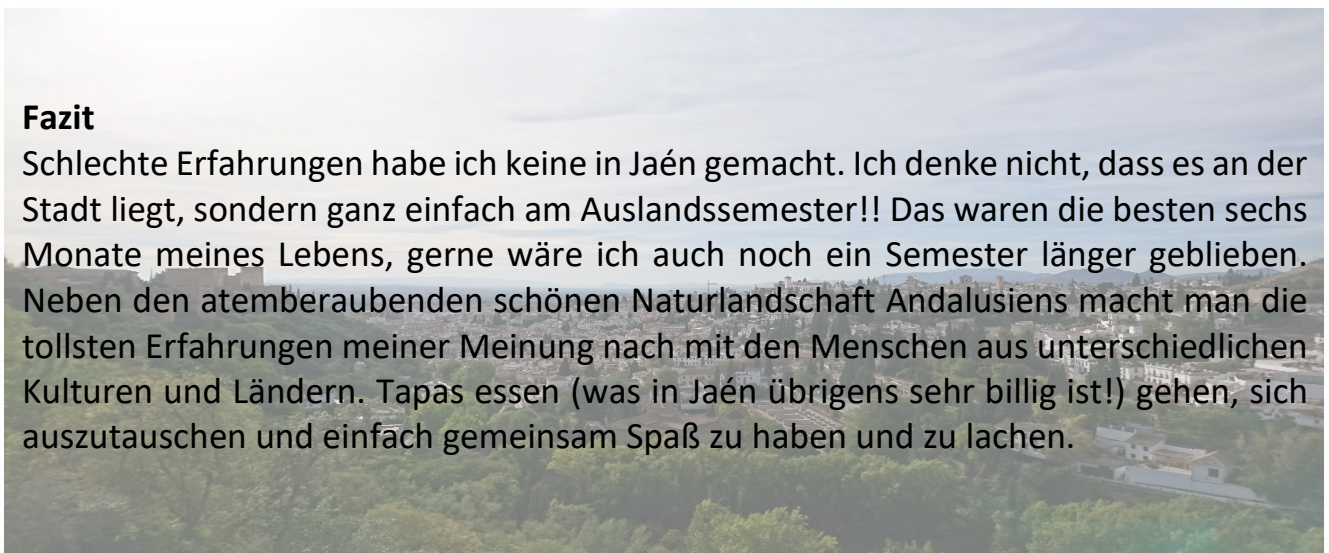 Fazit
Schlechte Erfahrungen habe ich keine in Jaén gemacht. Ich denke nicht, dass es an der
Stadt liegt, sondern ganz einfach am Auslandssemester!! Das waren die besten sechs
Monate meines Lebens, gerne wäre ich auch noch ein Semester länger geblieben.
Neben den atemberaubenden schönen Naturlandschaft Andalusiens macht man die
tollsten Erfahrungen meiner Meinung nach mit den Menschen aus unterschiedlichen
Kulturen und Ländern. Tapas essen (was in Jaén übrigens sehr billig ist!) gehen, sich
auszutauschen und einfach gemeinsam Spaß zu haben und zu lachen.